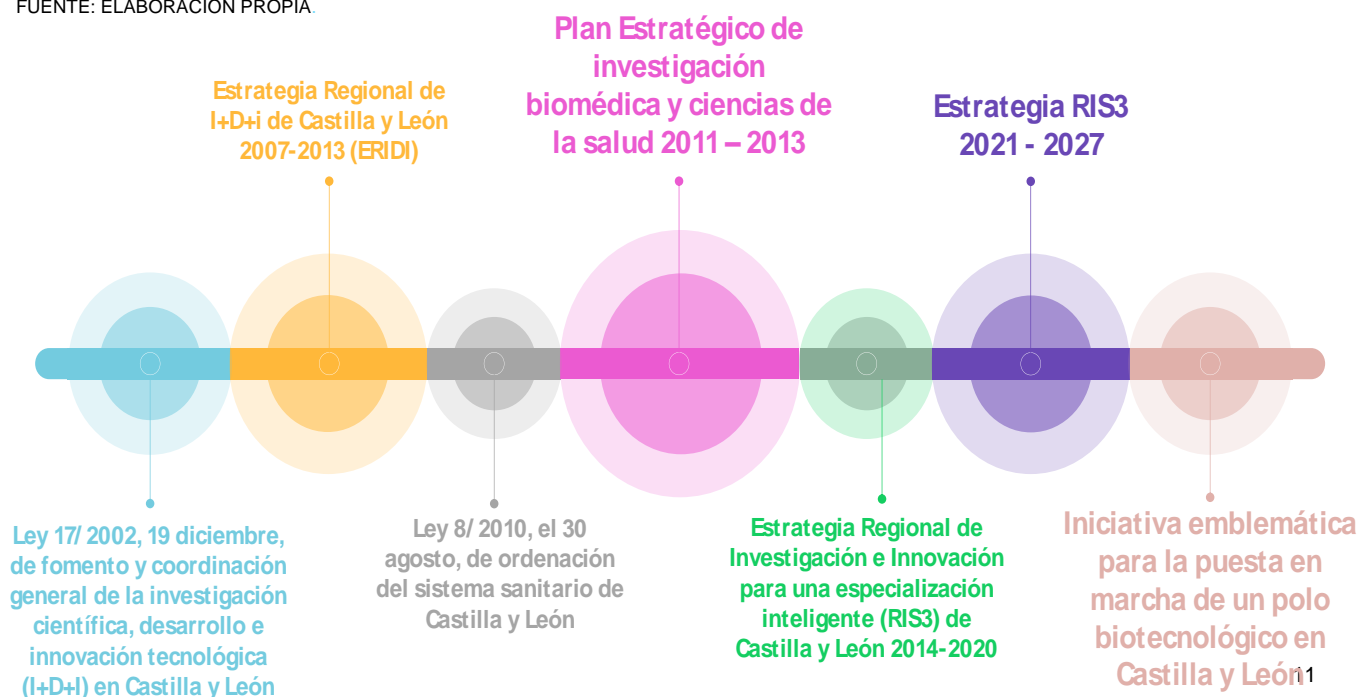 FUENTE: ELABORACIÓN PROPIA.
Plan Estratégico de
investigación
biomédica y ciencias de
la salud 2011 – 2013
Estrategia Regional de
I+D+i de Castilla y León
2007-2013 (ERIDI)
Estrategia RIS3
2021 - 2027
Ley 17/ 2002, 19 diciembre,
de fomento y coordinación
general de la investigación
científica, desarrollo e
innovación tecnológica
(I+D+I) en Castilla y León
Ley 8/ 2010, el 30
agosto, de ordenación
del sistema sanitario de
Castilla y León
Estrategia Regional de
Investigación e Innovación
para una especialización
inteligente (RIS3) de
Castilla y León 2014-2020
Iniciativa emblemática
para la puesta en
marcha de un polo
biotecnológico en
Castilla y León
11